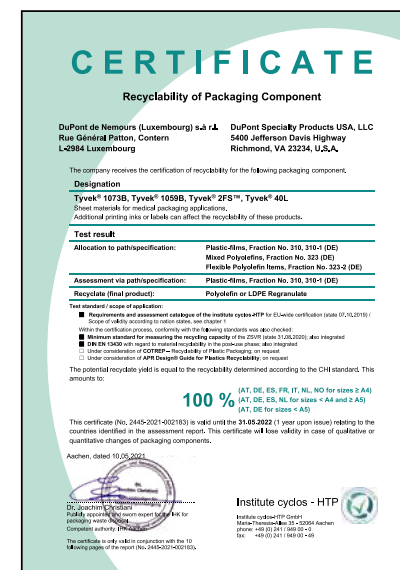 CERTIFICATE
Recyclability of Packaging Component
DuPont de Nemours (Luxembourg) s.à r.l.
Rue Général Patton, Contern
L-2984 Luxembourg
DuPont Specialty Products USA, LLC
5400 Jefferson Davis Highway
Richmond, VA 23234, U.S.A.
The company receives the certification of recyclability for the following packaging component.
Designation
Tyvek® 1073B, Tyvek® 1059B, Tyvek® 2FS™, Tyvek® 40L
Sheet materials for medical packaging applications.
Additional printing inks or labels can affect the recyclability of these products.
Test result
Allocation to path/specification: Plastic-films, Fraction No. 310, 310-1 (DE)
Mixed Polyolefins, Fraction No. 323 (DE)
Flexible Polyolefin Items, Fraction No. 323-2 (DE)
Assessment via path/specification: Plastic-films, Fraction No. 310, 310-1 (DE)
Recyclate (final product): Polyolefin or LDPE Regranulate
Test standard / scope of application:
■ Requirements and assessment catalogue of the institute cyclos-HTP for EU-wide certification (state 07.10.2019) /
Scope of validity according to nation states, see chapter 1
Within the certification process, conformity with the following standards was also checked:
■ Minimum standard for measuring the recycling capacity of the ZSVR (state 31.08.2020); also integrated
■ DIN EN 13430 with regard to material recyclability in the post-use phase; also integrated
□ Under consideration of COTREP – Recyclability of Plastic Packaging; on request
□ Under consideration of APR Design® Guide for Plastics Recyclability; on request
The potential recyclate yield is equal to the recyclability determined according to the CHI standard. This
amounts to:
100 %
(AT, DE, ES, FR, IT, NL, NO for sizes ≥ A4)
(AT, DE, ES, NL for sizes < A4 and ≥ A5)
(AT, DE for sizes < A5)
This certificate (No. 2445-2021-002183) is valid until the 31.05.2022 (1 year upon issue) relating to the
countries identified in the assessment report. This certificate will lose validity in case of qualitative or
quantitative changes of packaging components.
Aachen, dated 10.05.2021
Dr. Joachim Christiani
Publicly appointed and sworn expert for the IHK for
packaging waste disposal
Competent authority: IHK Aachen
The certificate is only valid in conjunction with the 10
following pages of the report (No. 2445-2021-002183).
Institute cyclos - HTP
Institute cyclos-HTP GmbH
Maria-Theresia-Allee 35 - 52064 Aachen
phone: +49 (0) 241 / 949 00 - 0
fax: +49 (0) 241 / 949 00 - 49